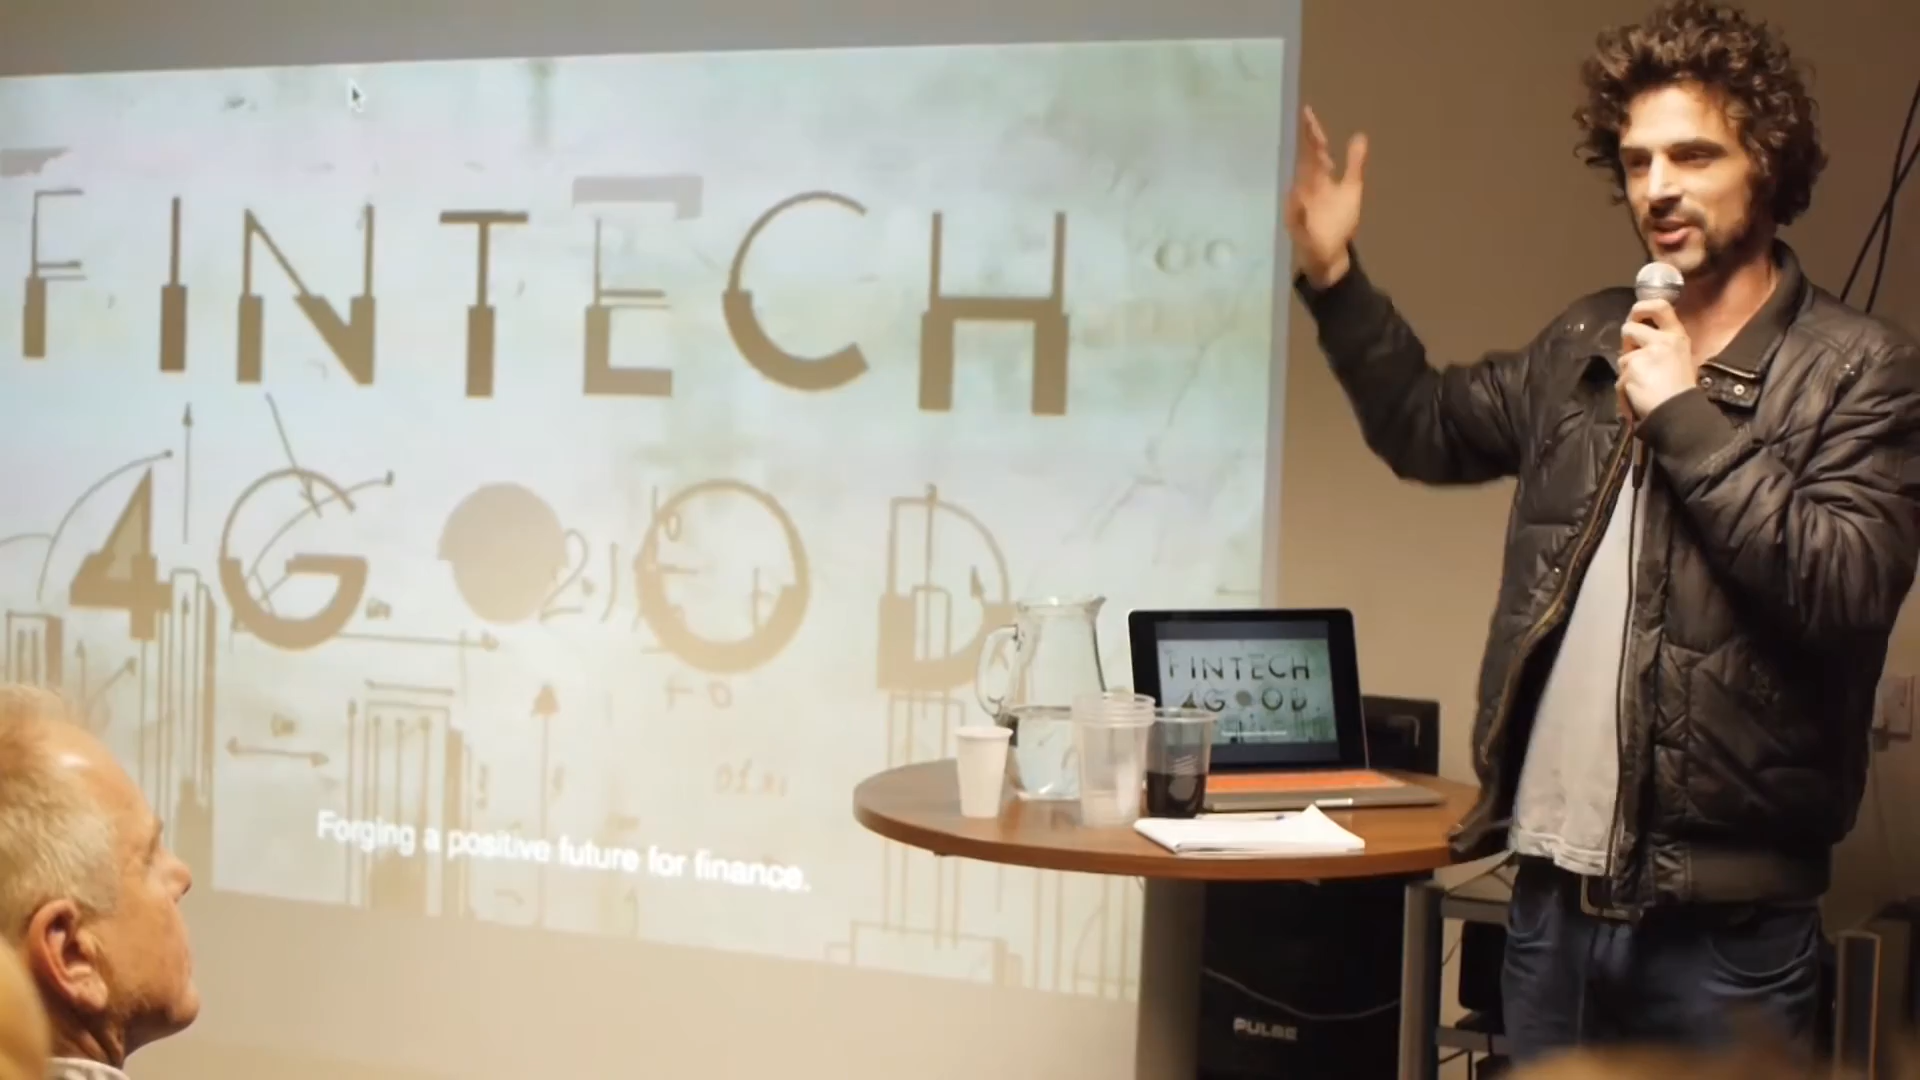 FINTECH
4GOOD
Forging a positive future for finance.
FINTECH
4GOOD
PULSE